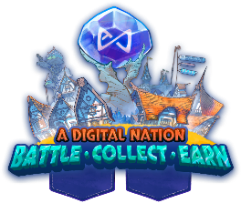 A DIGITAL NATION
BATTLE · COLLECT · EARN